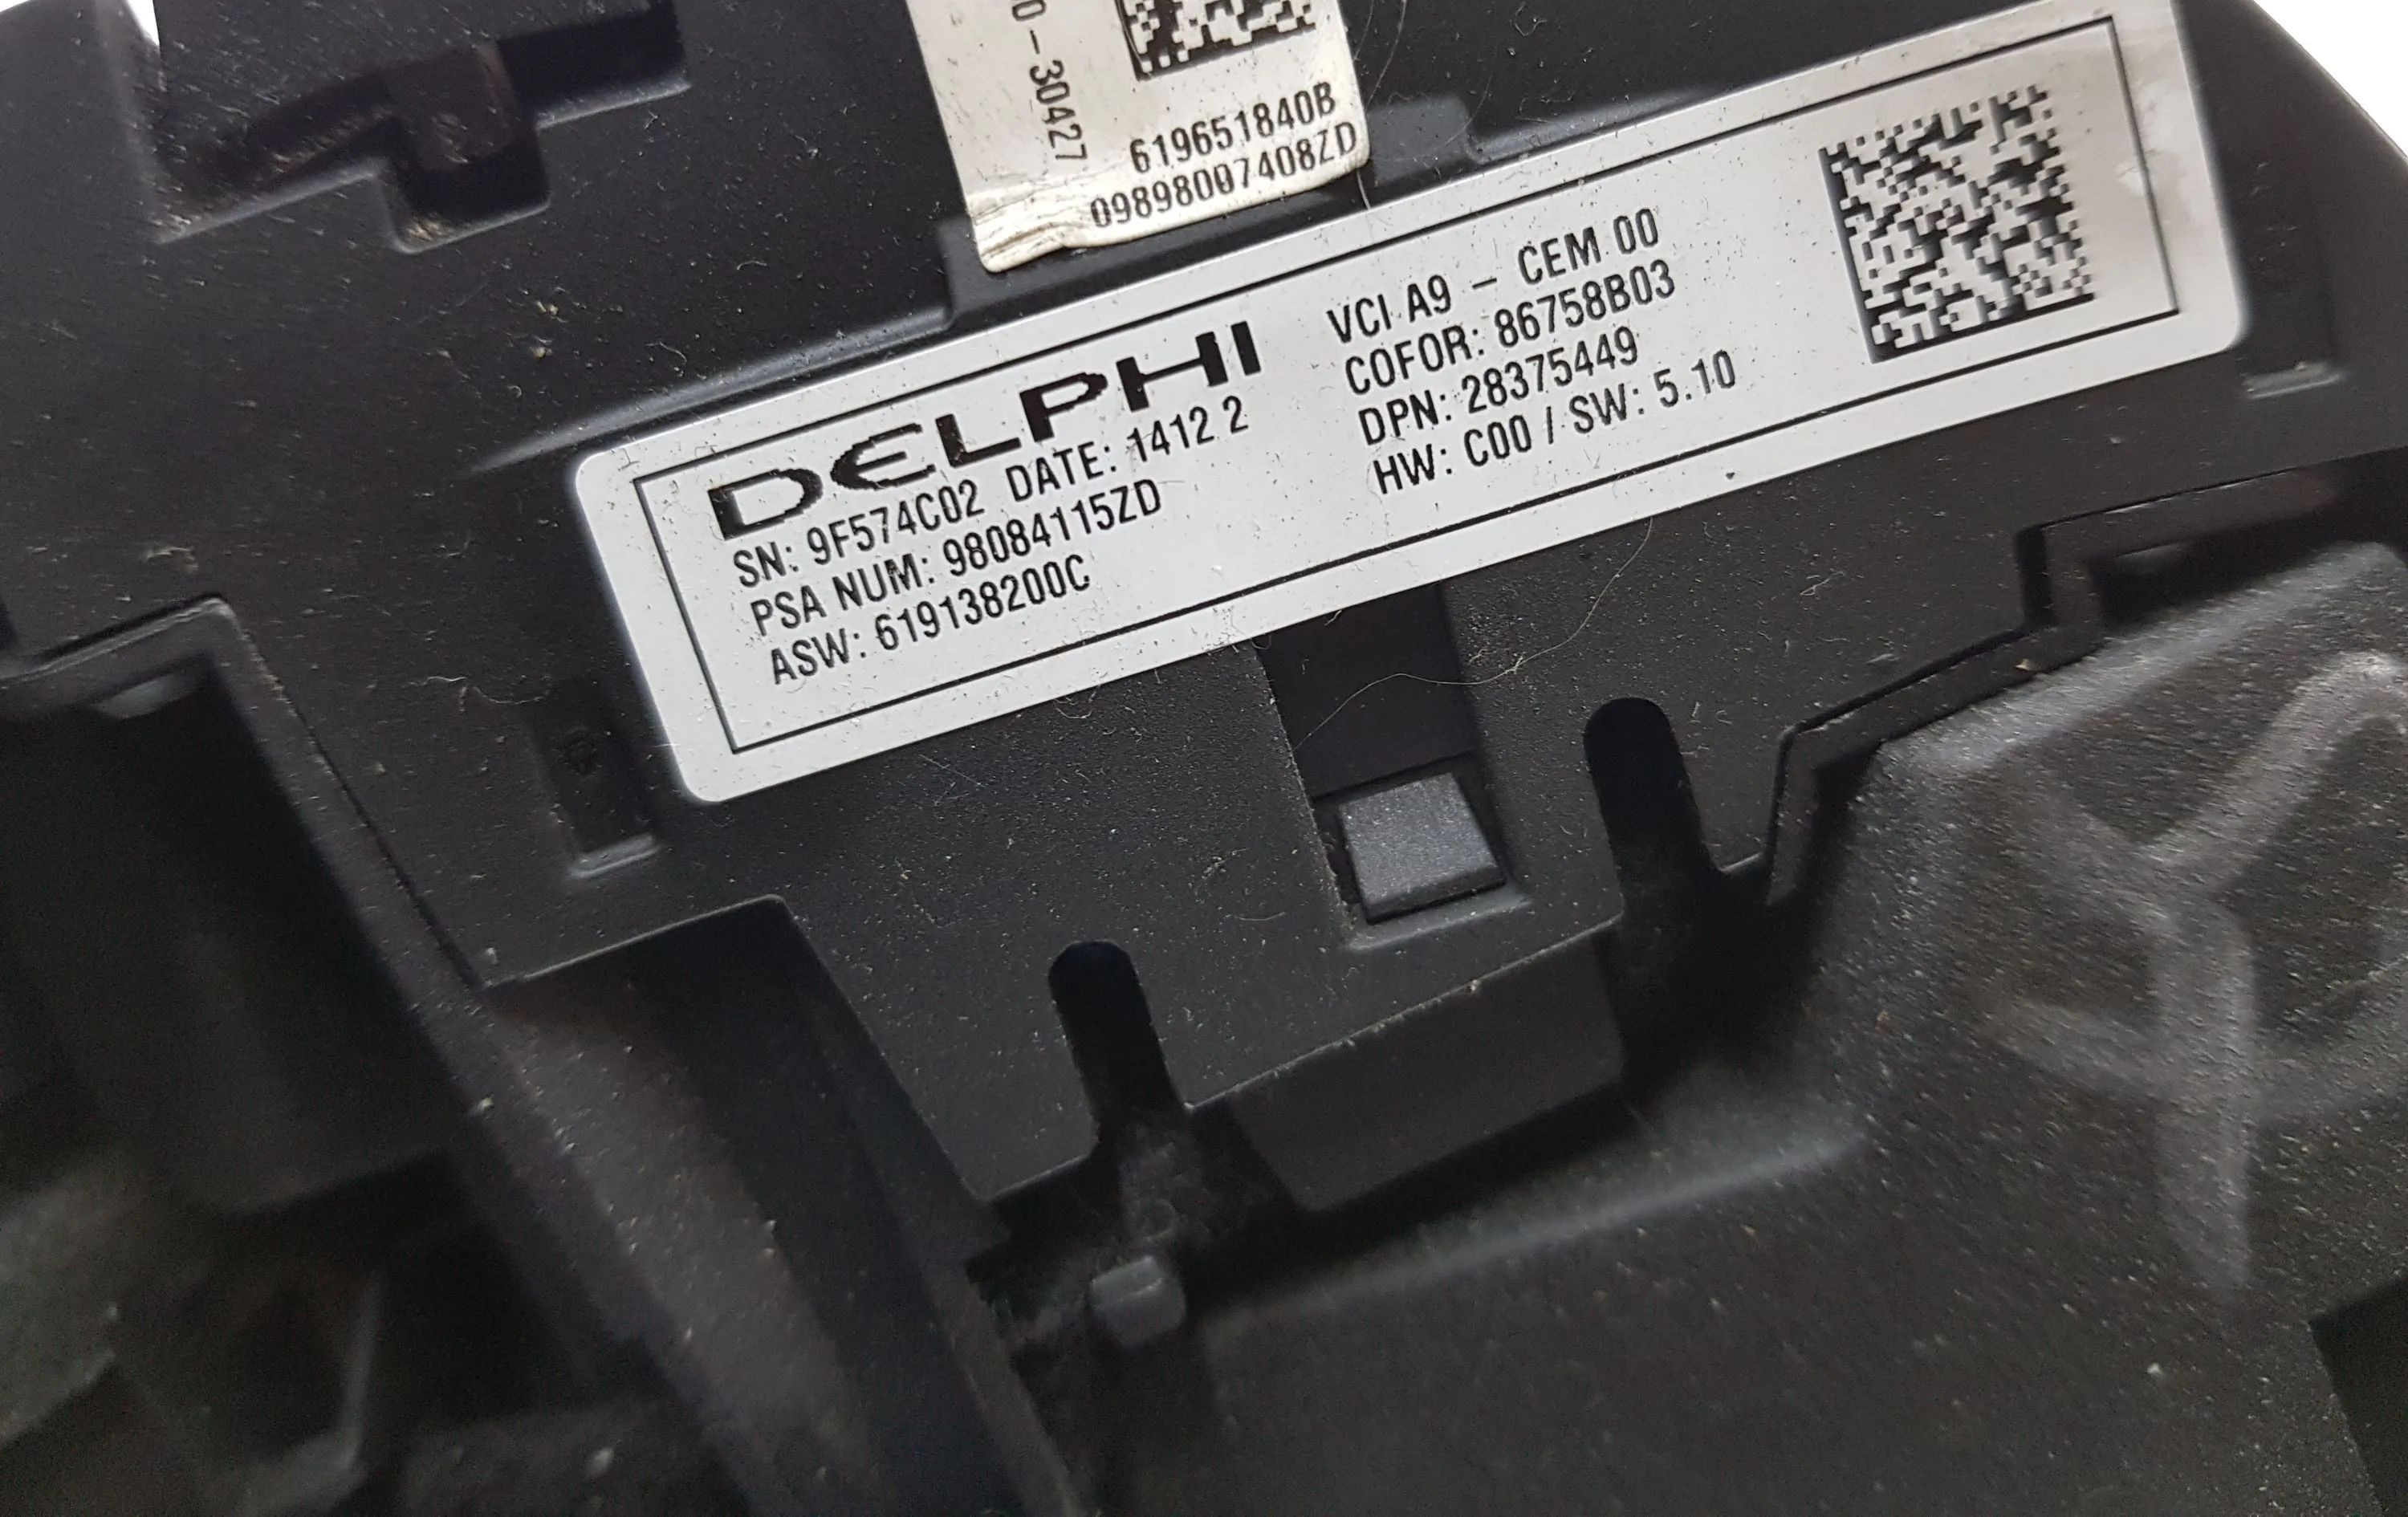 0-30427
619651840B
09898007408ZD
DELPHI
SN: 9F574C02 DATE: 1412 2
PSA NUM: 98084115ZD
ASW: 619138200C
VCI A9 - CEM 00
COFOR: 86758B03
DPN: 28375449
HW: C00 / SW: 5.10